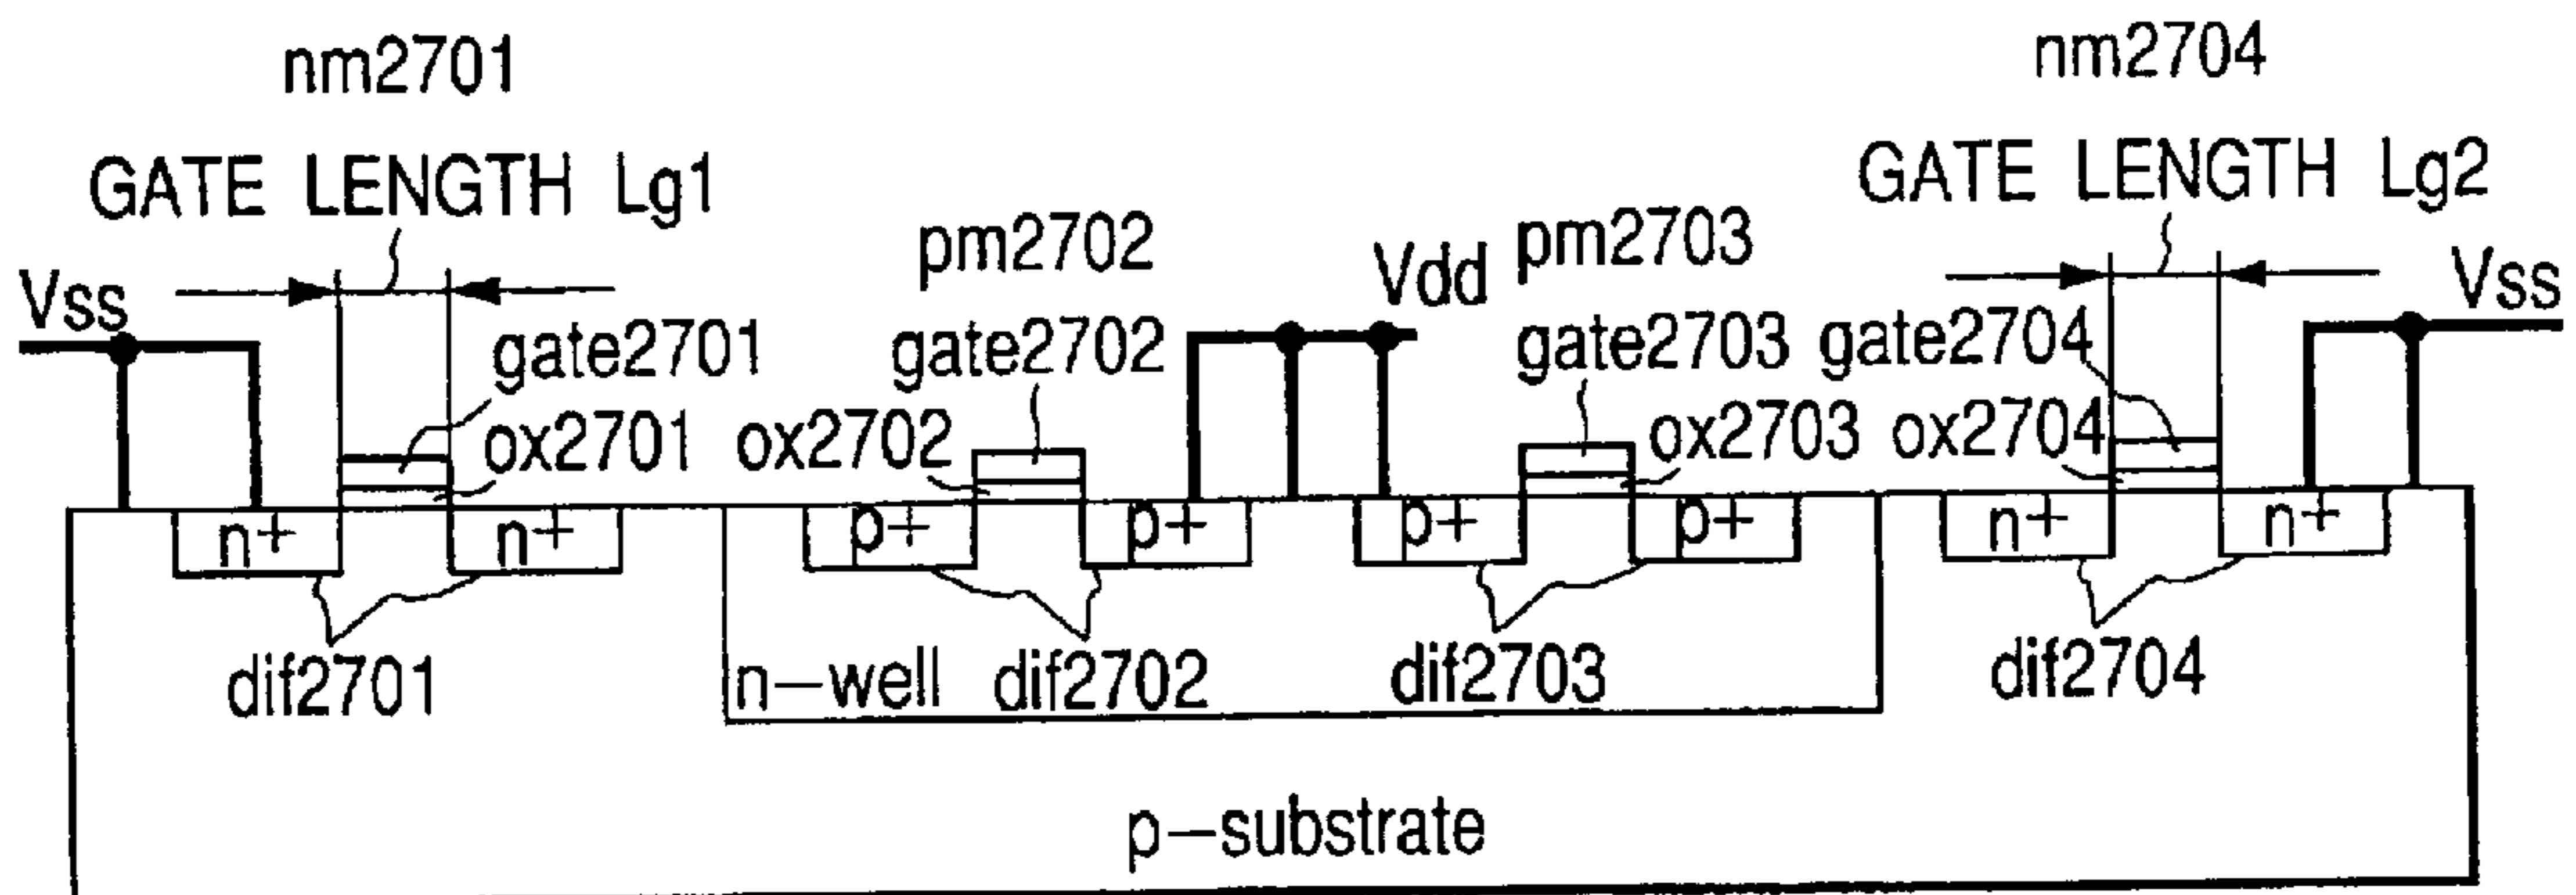 nm2701
nm2704
GATE LENGTH Lg1
GATE LENGTH Lg2
pm2702
pm2703
Vss
Vdd
Vss
gate2701
gate2702
gate2703
gate2704
ox2701
ox2702
ox2703
ox2704
n+
n+
p+
p+
p+
p+
n+
n+
dif2701
n-well
dif2702
dif2703
dif2704
p-substrate